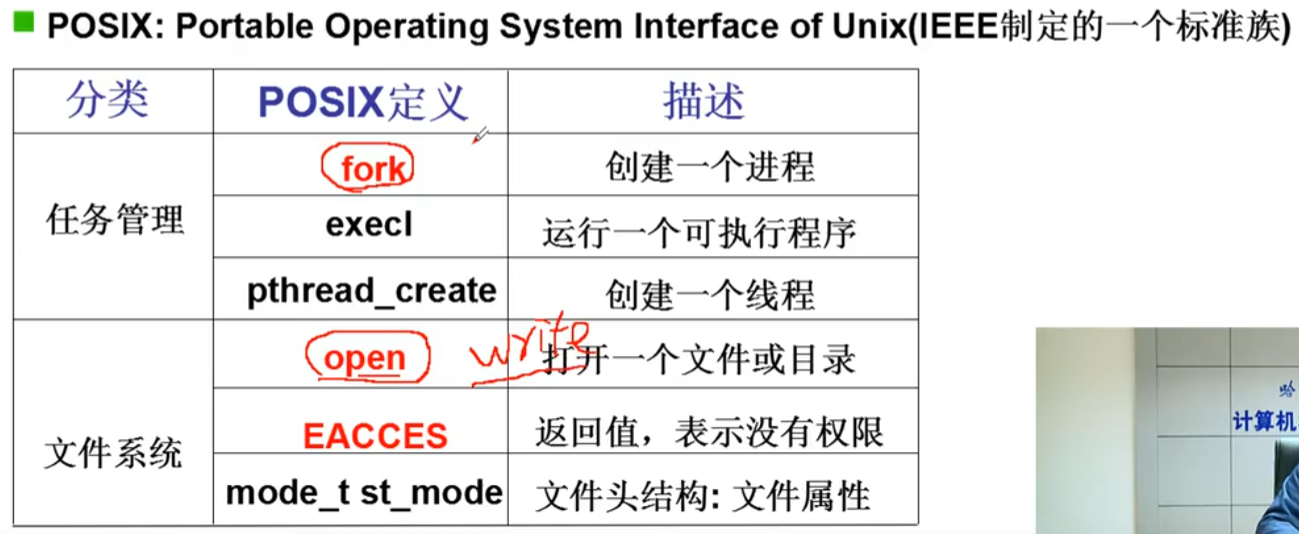 POSIX: Portable Operating System Interface of Unix(IEEE制定的一个标准族)
分类 POSIX定义 描述
任务管理
fork 创建一个进程
execl 运行一个可执行程序
pthread_create 创建一个线程
文件系统
open write 打开一个文件或目录
EACCES 返回值，表示没有权限
mode_t st_mode 文件头结构: 文件属性
哈
计算机